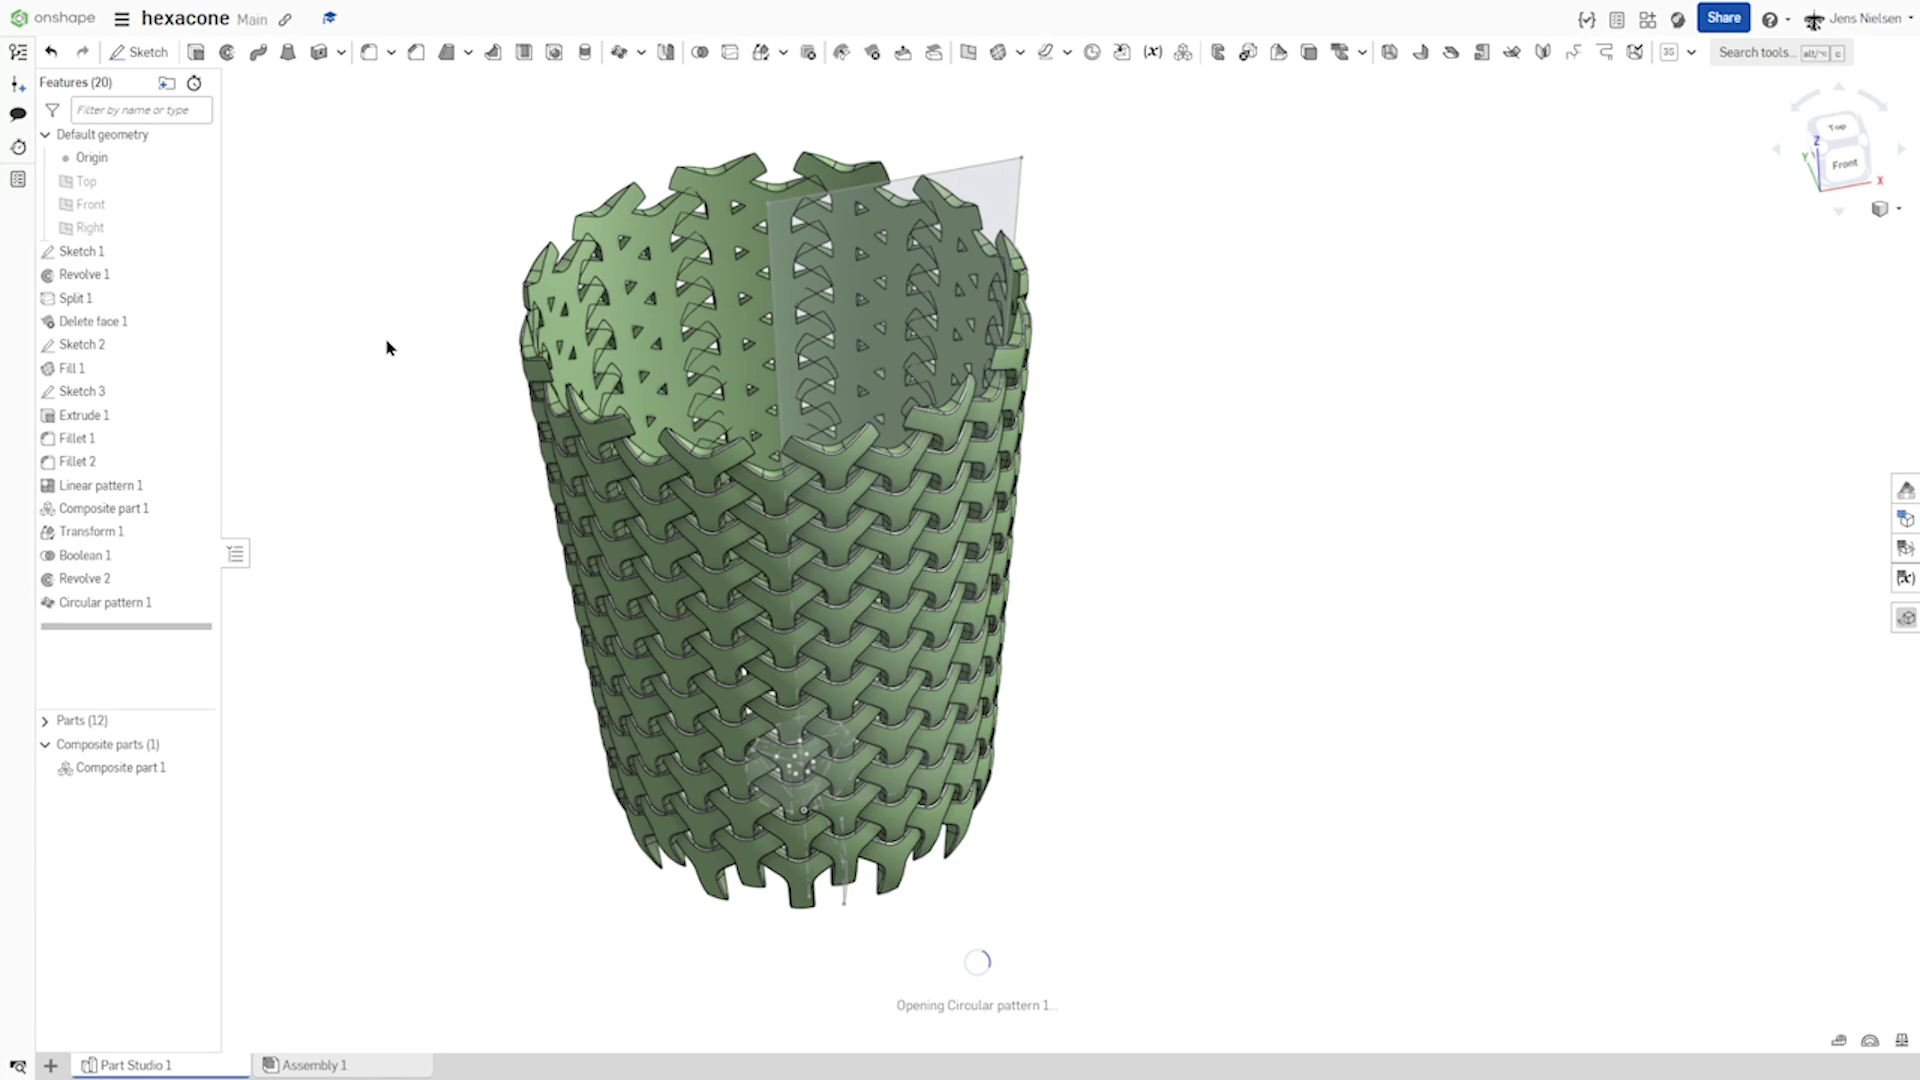 onshape hexacone Main Share Jens Nielsen
Sketch 3S Search tools... alt/⌥ c
Features (20)
Filter by name or type
Default geometry
Origin
Top
Front
Right
Sketch 1
Revolve 1
Split 1
Delete face 1
Sketch 2
Fill 1
Sketch 3
Extrude 1
Fillet 1
Fillet 2
Linear pattern 1
Composite part 1
Transform 1
Boolean 1
Revolve 2
Circular pattern 1
Parts (12)
Composite parts (1)
Composite part 1
Top
Z
Y
Front
X
Opening Circular pattern 1...
Part Studio 1 Assembly 1